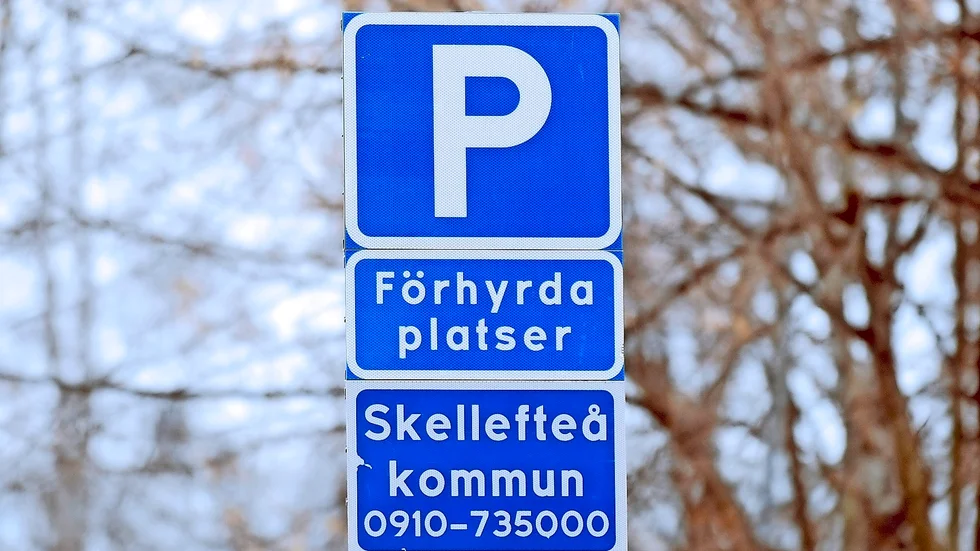 P
Förhyrda
platser
Skellefteå
kommun
0910-735000